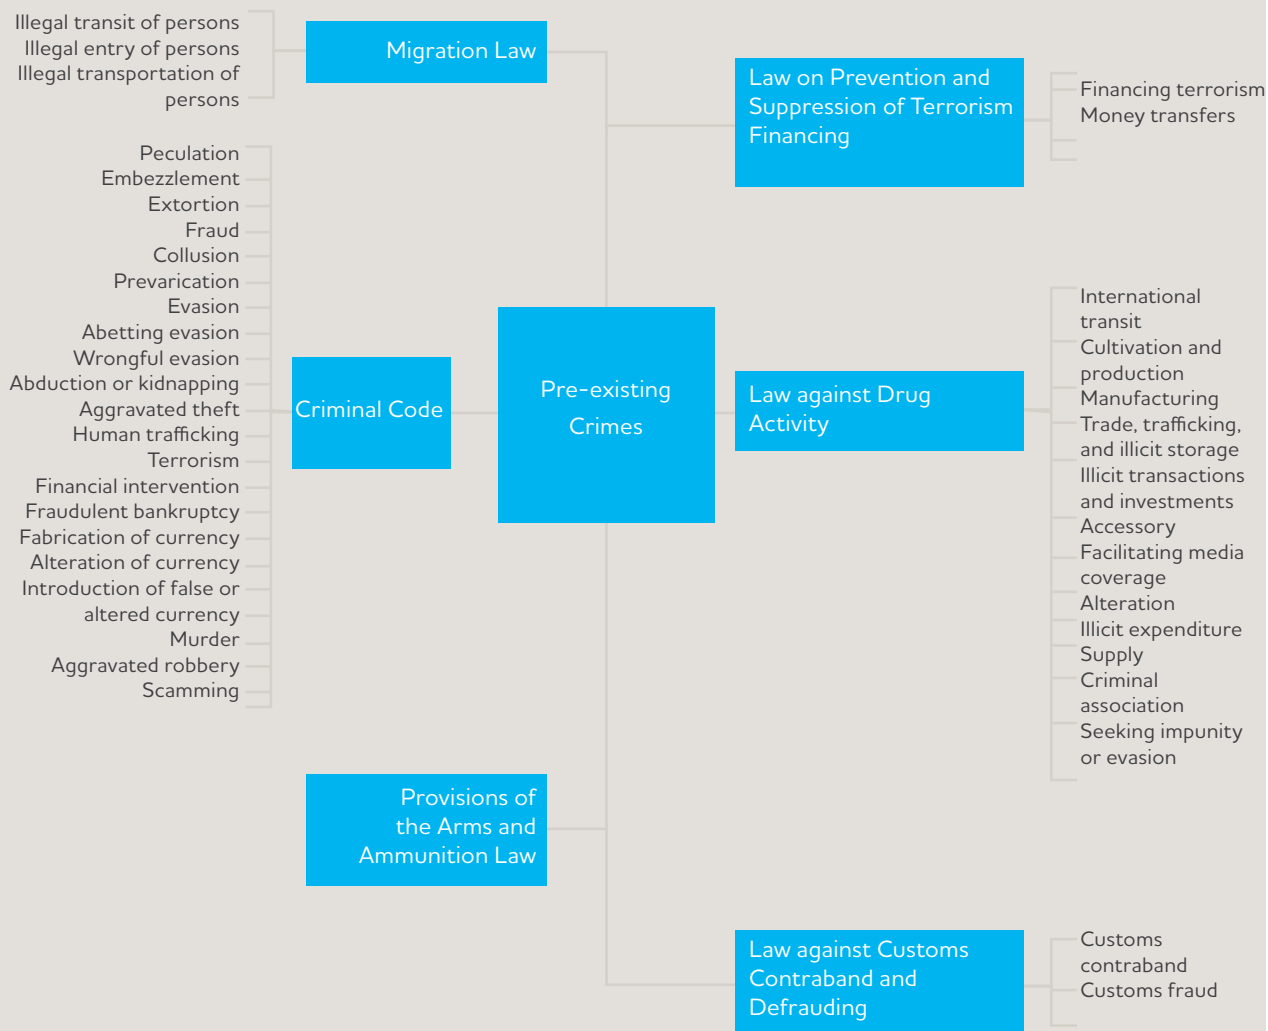 Illegal transit of persons
Illegal entry of persons
Illegal transportation of
persons
Migration Law
Law on Prevention and
Suppression of Terrorism
Financing
Financing terrorism
Money transfers
Peculation
Embezzlement
Extortion
Fraud
Collusion
Prevarication
Evasion
Abetting evasion
Wrongful evasion
Abduction or kidnapping
Aggravated theft
Human trafficking
Terrorism
Financial intervention
Fraudulent bankruptcy
Fabrication of currency
Alteration of currency
Introduction of false or
altered currency
Murder
Aggravated robbery
Scamming
Criminal Code
Pre-existing
Crimes
Law against Drug
Activity
International
transit
Cultivation and
production
Manufacturing
Trade, trafficking,
and illicit storage
Illicit transactions
and investments
Accessory
Facilitating media
coverage
Alteration
Illicit expenditure
Supply
Criminal
association
Seeking impunity
or evasion
Provisions of
the Arms and
Ammunition Law
Law against Customs
Contraband and
Defrauding
Customs
contraband
Customs fraud